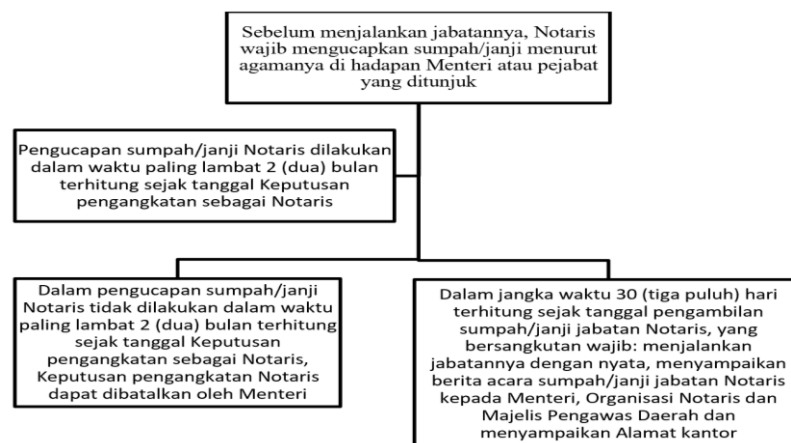 Sebelum menjalankan jabatannya, Notaris
wajib mengucapkan sumpah/janji menurut
agamanya di hadapan Menteri atau pejabat
yang ditunjuk
Pengucapan sumpah/janji Notaris dilakukan
dalam waktu paling lambat 2 (dua) bulan
terhitung sejak tanggal Keputusan
pengangkatan sebagai Notaris
Dalam pengucapan sumpah/janji
Notaris tidak dilakukan dalam waktu
paling lambat 2 (dua) bulan terhitung
sejak tanggal Keputusan
pengangkatan sebagai Notaris,
Keputusan pengangkatan Notaris
dapat dibatalkan oleh Menteri
Dalam jangka waktu 30 (tiga puluh) hari
terhitung sejak tanggal pengambilan
sumpah/janji jabatan Notaris, yang
bersangkutan wajib: menjalankan
jabatannya dengan nyata, menyampaikan
berita acara sumpah/janji jabatan Notaris
kepada Menteri, Organisasi Notaris dan
Majelis Pengawas Daerah dan
menyampaikan Alamat kantor